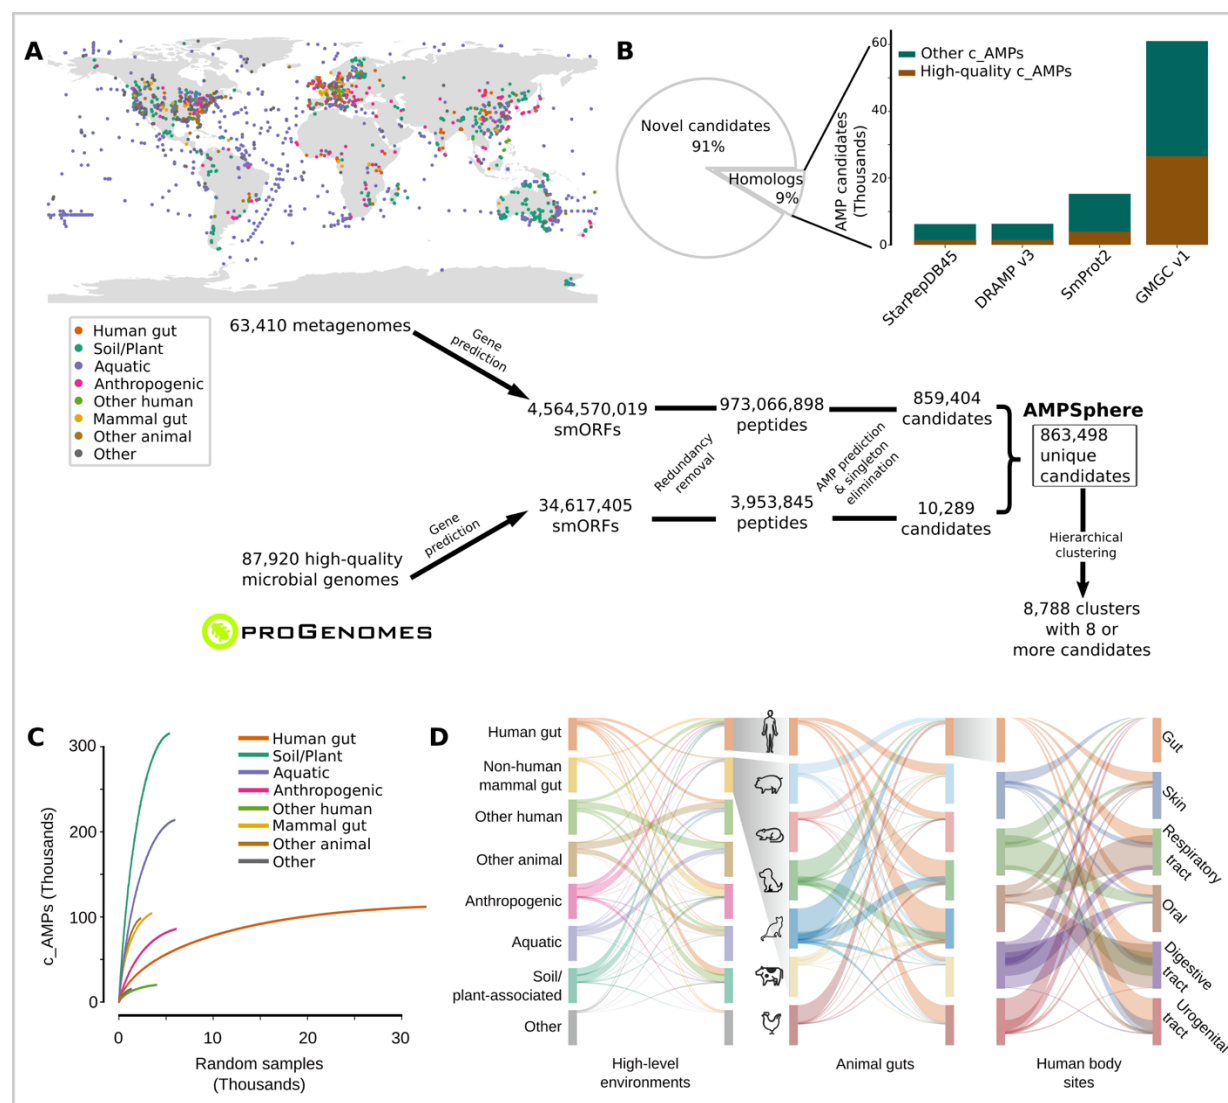 A
B
Novel candidates
91%
Homologs
9%
AMP candidates
(Thousands)
60
40
20
0
Other c_AMPs
High-quality c_AMPs
StarPepDB45
DRAMP v3
SmProt2
GMGC v1
Human gut
Soil/Plant
Aquatic
Anthropogenic
Other human
Mammal gut
Other animal
Other
63,410 metagenomes
Gene
prediction
4,564,570,019
smORFs
Redundancy
removal
973,066,898
peptides
AMP prediction
& singleton
elimination
859,404
candidates
87,920 high-quality
microbial genomes
Gene
prediction
34,617,405
smORFs
3,953,845
peptides
10,289
candidates
AMPSphere
863,498
unique
candidates
Hierarchical
clustering
8,788 clusters
with 8 or
more candidates
PROGENOMES
C
c_AMPs (Thousands)
300
200
100
0
0
10
20
30
Random samples
(Thousands)
Human gut
Soil/Plant
Aquatic
Anthropogenic
Other human
Mammal gut
Other animal
Other
D
Human gut
Non-human
mammal gut
Other human
Other animal
Anthropogenic
Aquatic
Soil/
plant-associated
Other
High-level
environments
Animal guts
Gut
Skin
Respiratory
tract
Oral
Digestive
tract
Urogenital
tract
Human body
sites